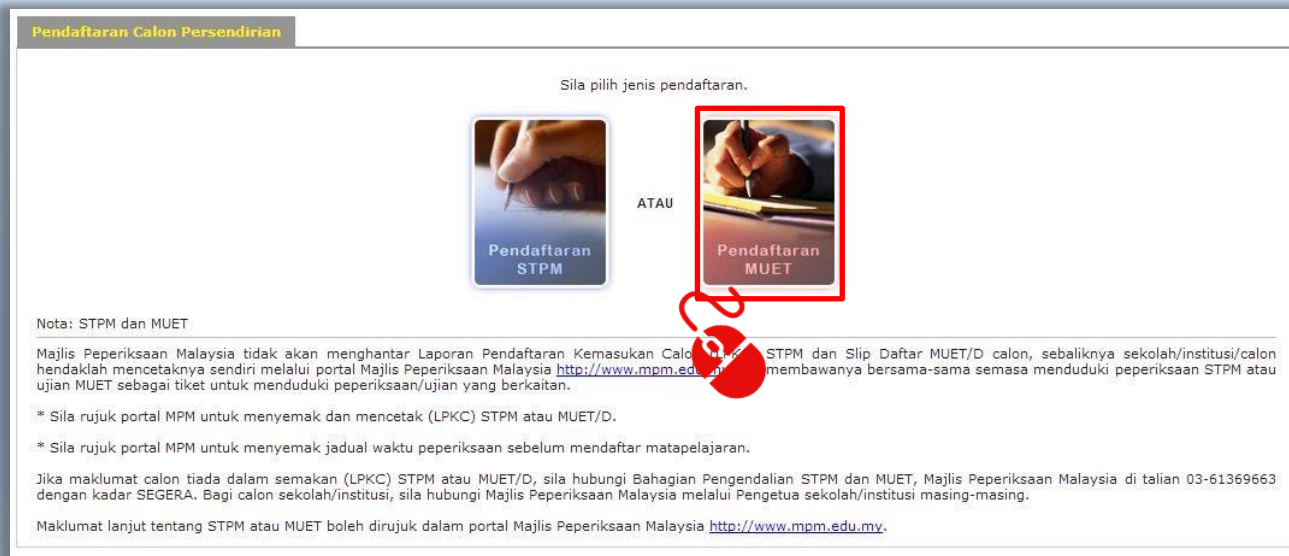 Pendaftaran Calon Persendirian
Sila pilih jenis pendaftaran.
Pendaftaran
STPM
ATAU
Pendaftaran
MUET
Nota: STPM dan MUET
Majlis Peperiksaan Malaysia tidak akan menghantar Laporan Pendaftaran Kemasukan STPM dan Slip Daftar MUET/D calon, sebaliknya sekolah/institusi/calon
hendaklah mencetaknya sendiri melalui portal Majlis Peperiksaan Malaysia membawanya bersama-sama semasa menduduki peperiksaan STPM atau
ujian MUET sebagai tiket untuk menduduki peperiksaan/ujian yang berkaitan.
* Sila rujuk portal MPM untuk menyemak dan mencetak (LPKC) STPM atau MUET/D.
* Sila rujuk portal MPM untuk menyemak jadual waktu peperiksaan sebelum mendaftar matapelajaran.
Jika maklumat calon tiada dalam semakan (LPKC) STPM atau MUET/D, sila hubungi Bahagian Pengendalian STPM dan MUET, Majlis Peperiksaan Malaysia di talian 03-61369663
dengan kadar SEGERA. Bagi calon sekolah/institusi, sila hubungi Majlis Peperiksaan Malaysia melalui Pengetua sekolah/institusi masing-masing.
Maklumat lanjut tentang STPM atau MUET boleh dirujuk dalam portal Majlis Peperiksaan Malaysia http://www.mpm.edu.my.